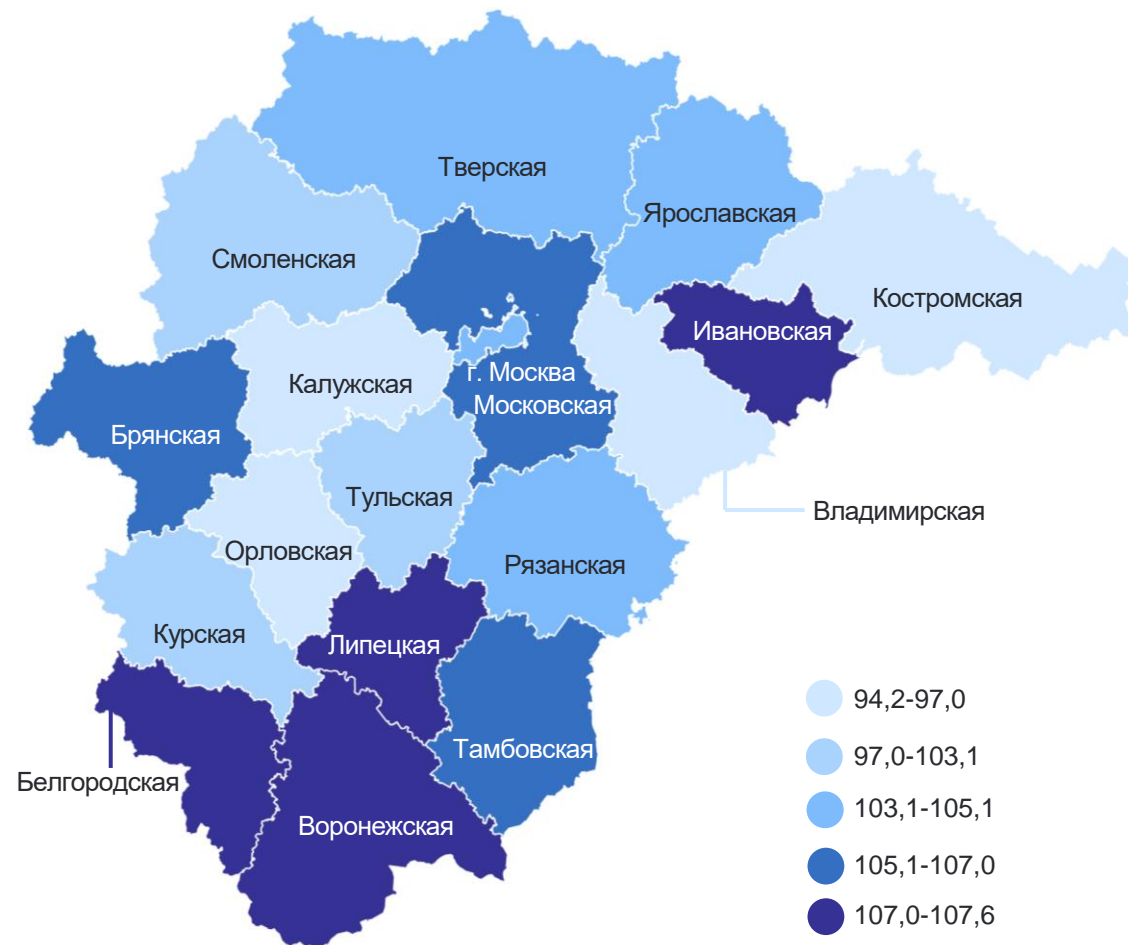 Тверская
Ярославская
Смоленская
Костромская
Ивановская
г. Москва
Калужская
Московская
Брянская
Тульская
Владимирская
Орловская
Рязанская
Курская
Липецкая
94,2-97,0
Тамбовская
97,0-103,1
Белгородская
103,1-105,1
Воронежская
105,1-107,0
107,0-107,6